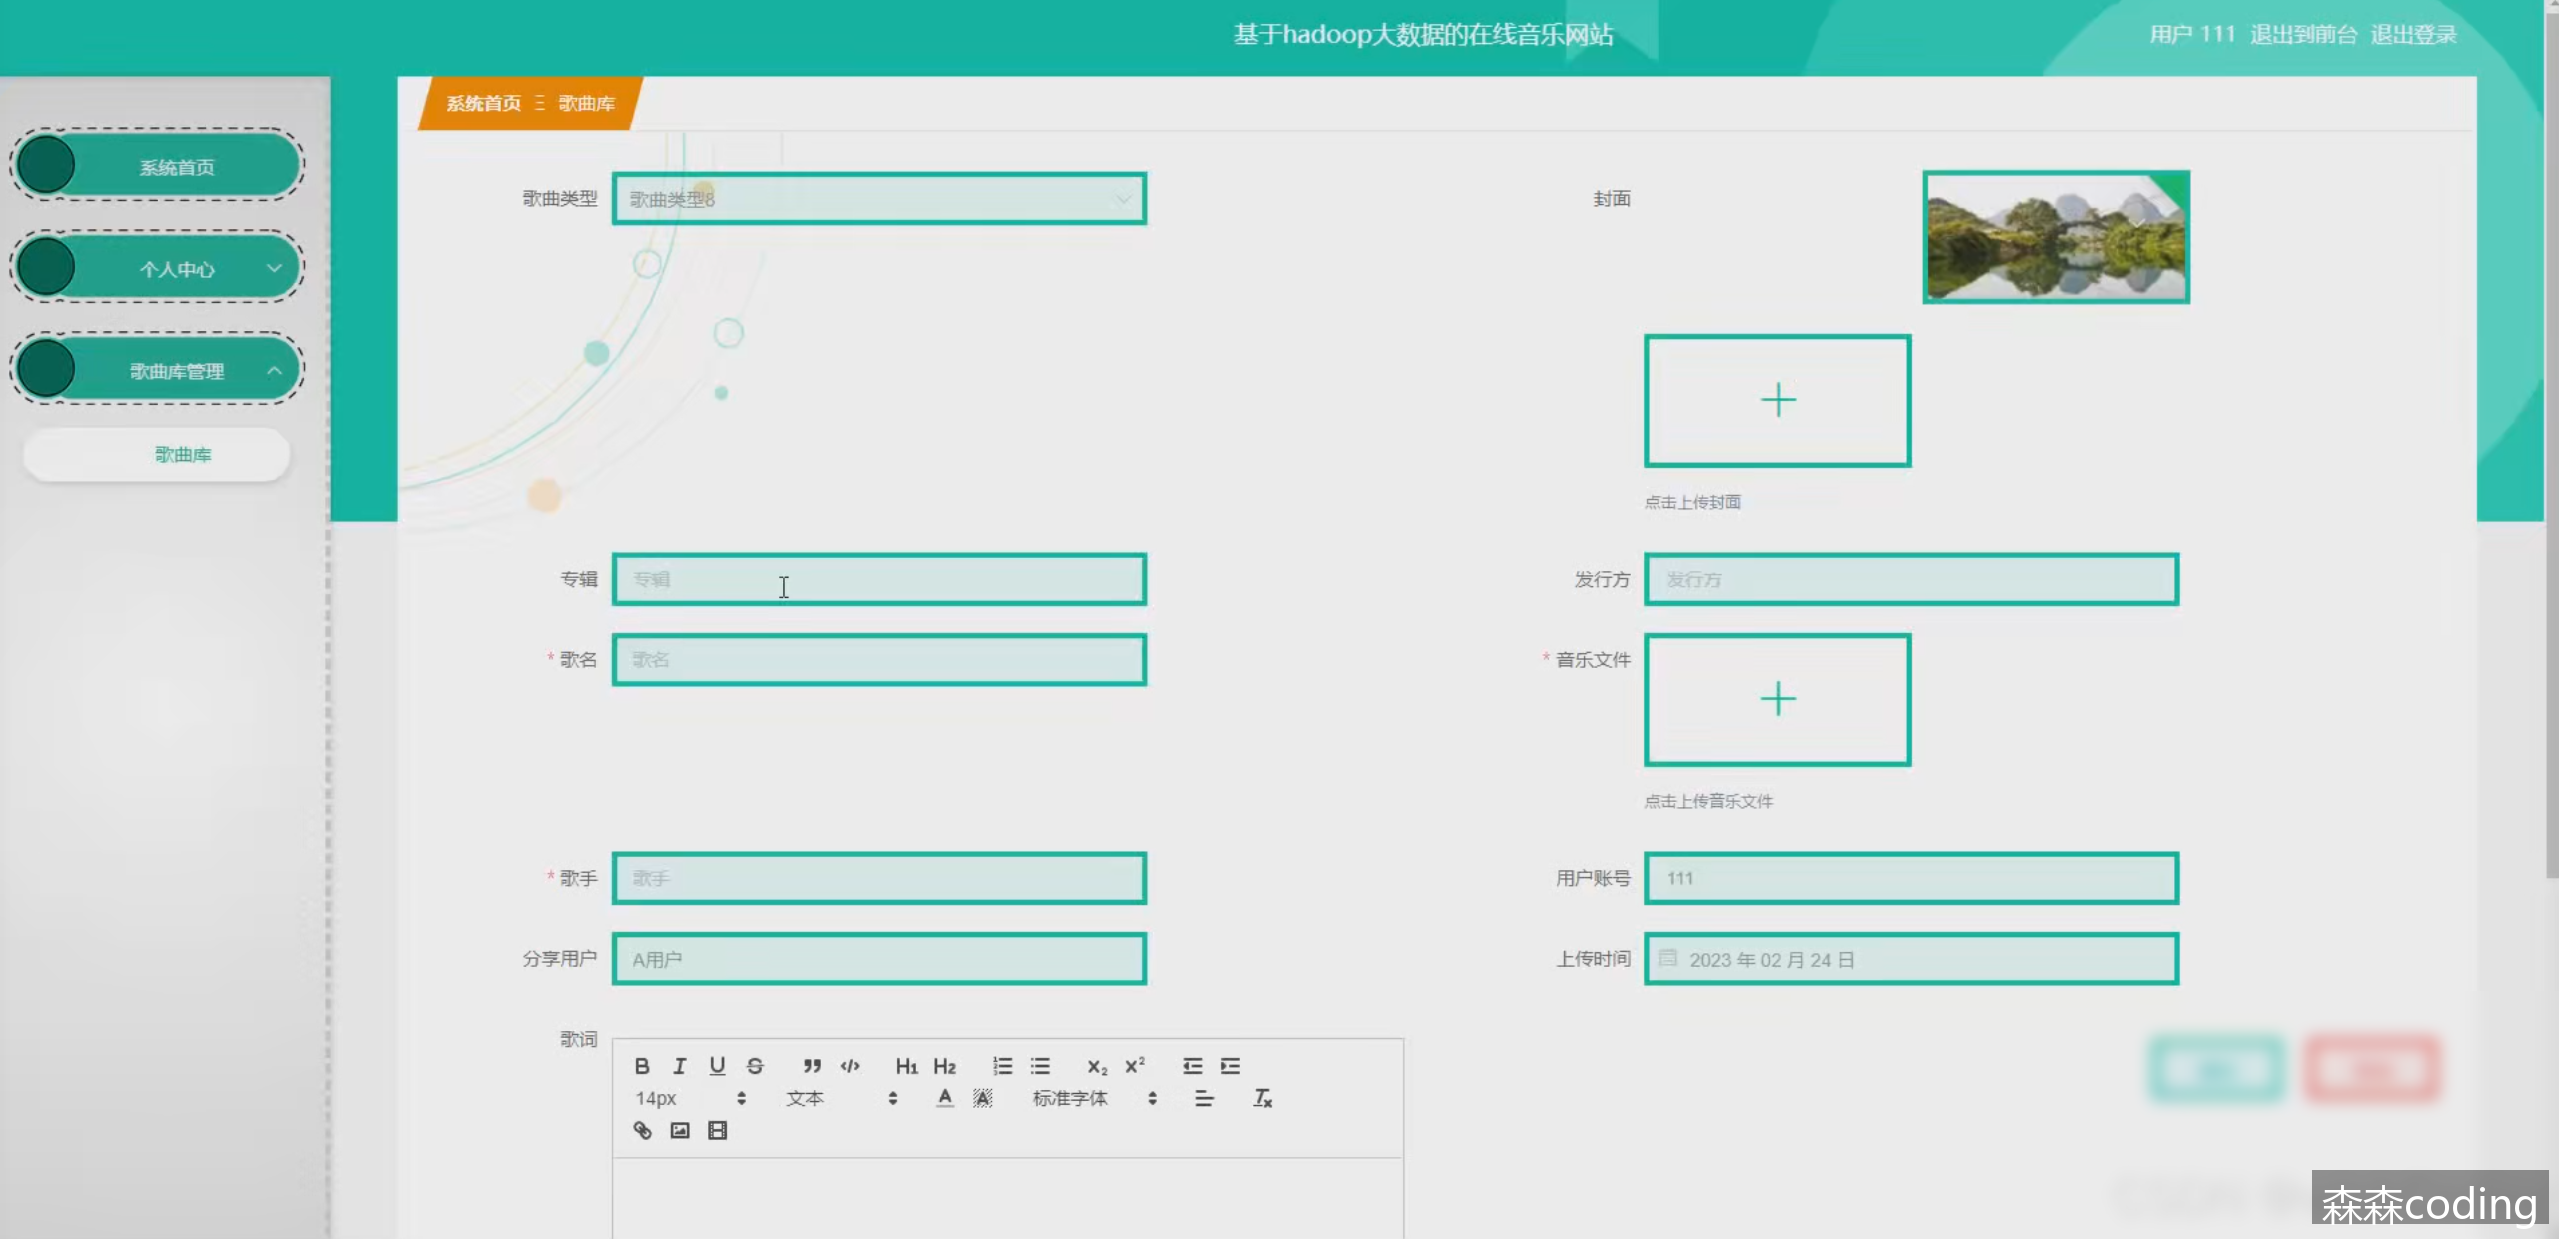 基于hadoop大数据的在线音乐网站
用户 111 退出到前台 退出登录
系统首页 Ξ 歌曲库
系统首页
个人中心
歌曲库管理
歌曲库
歌曲类型 歌曲类型8
封面
点击上传封面
专辑 专辑
发行方 发行方
* 歌名 歌名
* 音乐文件
点击上传音乐文件
* 歌手 歌手
用户账号 111
分享用户 A用户
上传时间 2023 年 02 月 24 日
歌词
B I U S ” </> H1 H2 x₂ x²
14px 文本 A A 标准字体 Tx
森森coding